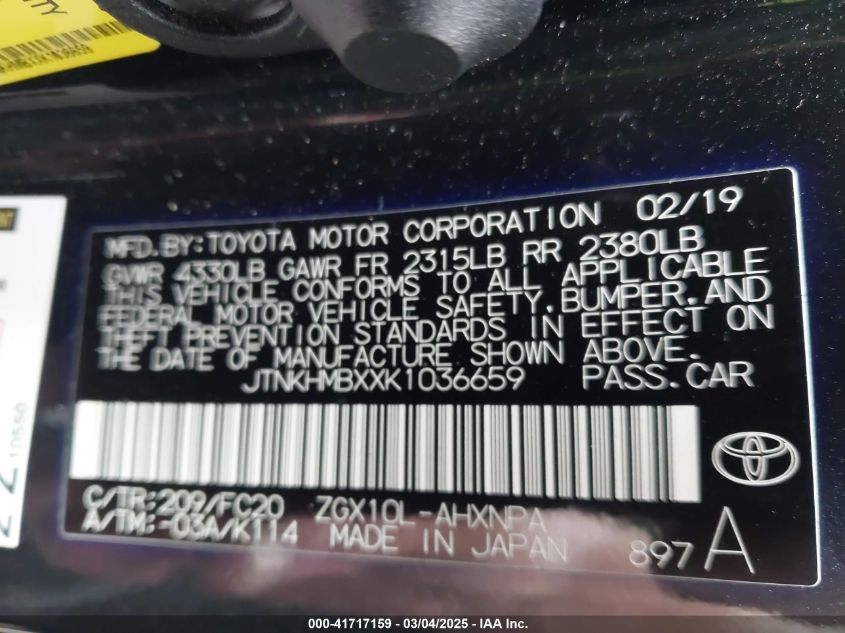 MFD.BY:TOYOTA MOTOR CORPORATION 02/19
GVWR 4330LB GAWR FR 2315LB RR 2380LB
THIS VEHICLE CONFORMS TO ALL APPLICABLE
FEDERAL MOTOR VEHICLE SAFETY,BUMPER,AND
THEFT PREVENTION STANDARDS IN EFFECT ON
THE DATE OF MANUFACTURE SHOWN ABOVE.
JTNKHMBXXK1036659 PASS.CAR
C/TR:209/FC20 ZGX10L-AHXNPA
A/TM:-03A/K114 MADE IN JAPAN 897A
000-41717159 - 03/04/2025 - IAA Inc.